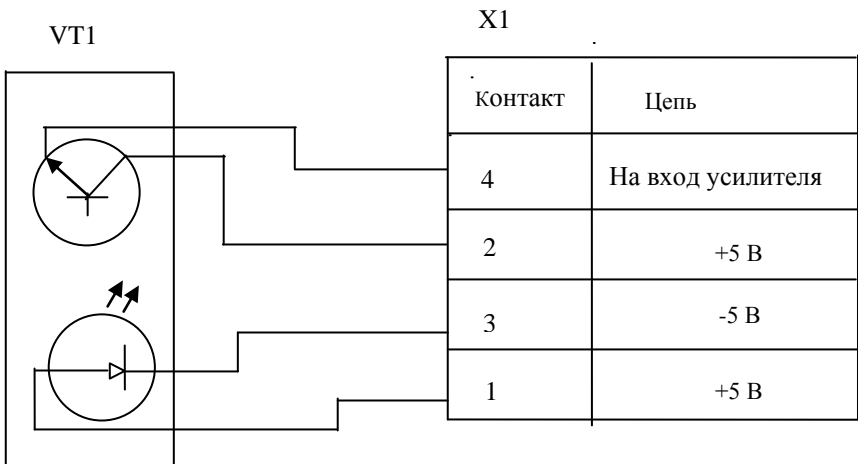 VT1
X1
Контакт Цепь
4 На вход усилителя
2 +5 В
3 -5 В
1 +5 В